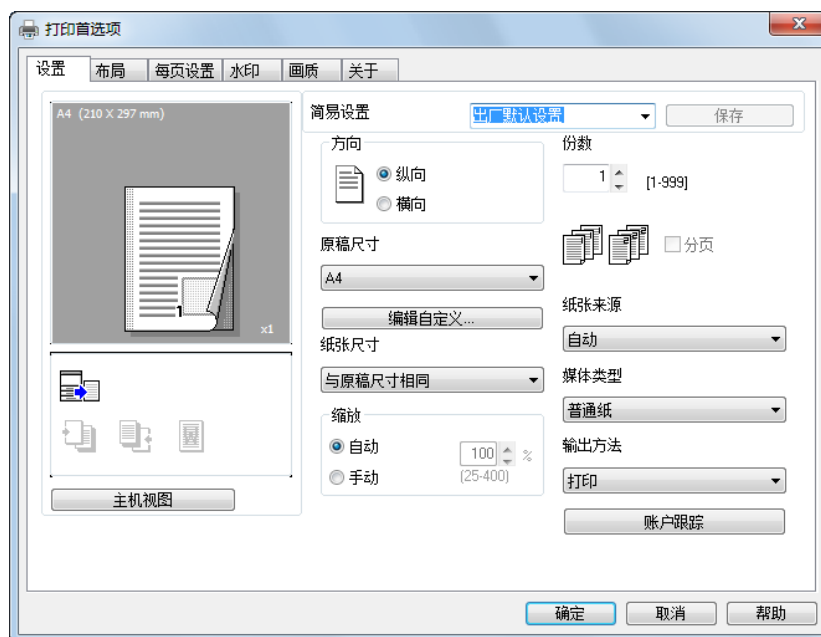 打印首选项
设置 布局 每页设置 水印 画质 关于
A4 (210 X 297 mm)
1
x1
主机视图
简易设置 出厂默认设置 保存
方向
纵向
横向
原稿尺寸
A4
编辑自定义...
纸张尺寸
与原稿尺寸相同
缩放
自动
手动
100 %
(25-400)
份数
1 [1-999]
分页
纸张来源
自动
媒体类型
普通纸
输出方法
打印
账户跟踪
确定 取消 帮助